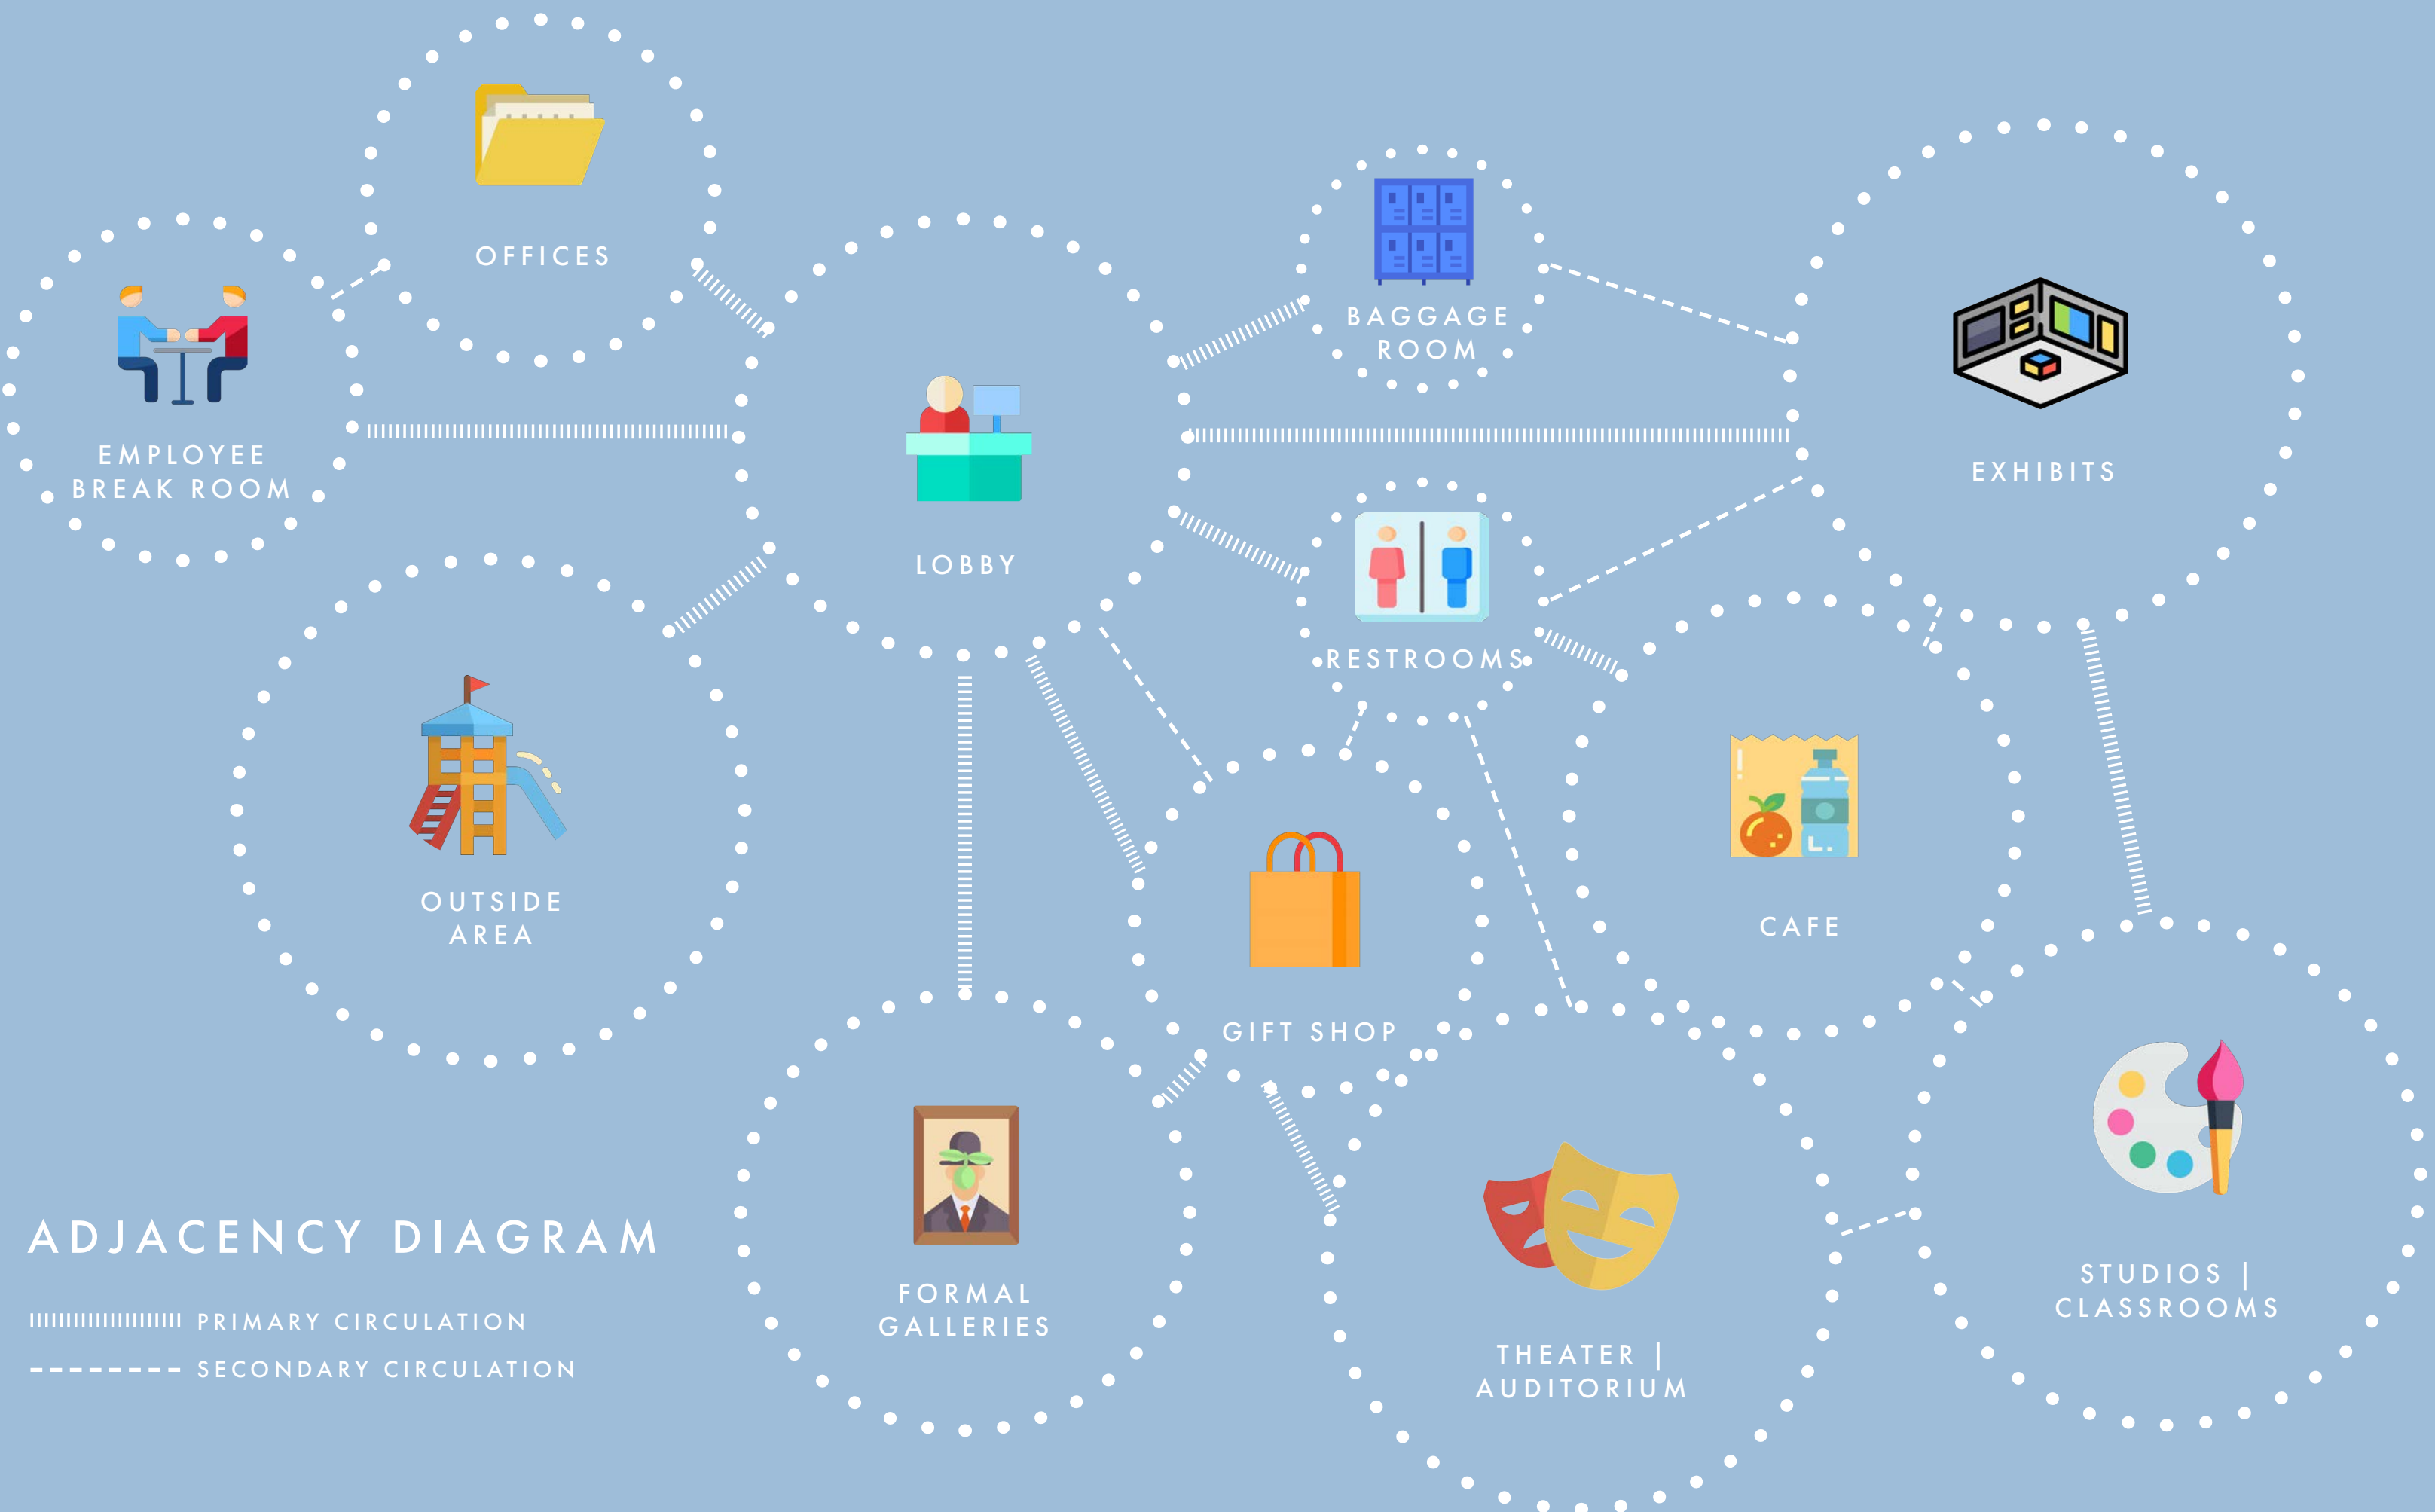 OFFICES
BAGGAGE
ROOM
EMPLOYEE
BREAK ROOM
EXHIBITS
LOBBY
RESTROOMS
OUTSIDE
AREA
CAFE
GIFT SHOP
ADJACENCY DIAGRAM
PRIMARY CIRCULATION
SECONDARY CIRCULATION
FORMAL
GALLERIES
THEATER |
AUDITORIUM
STUDIOS |
CLASSROOMS